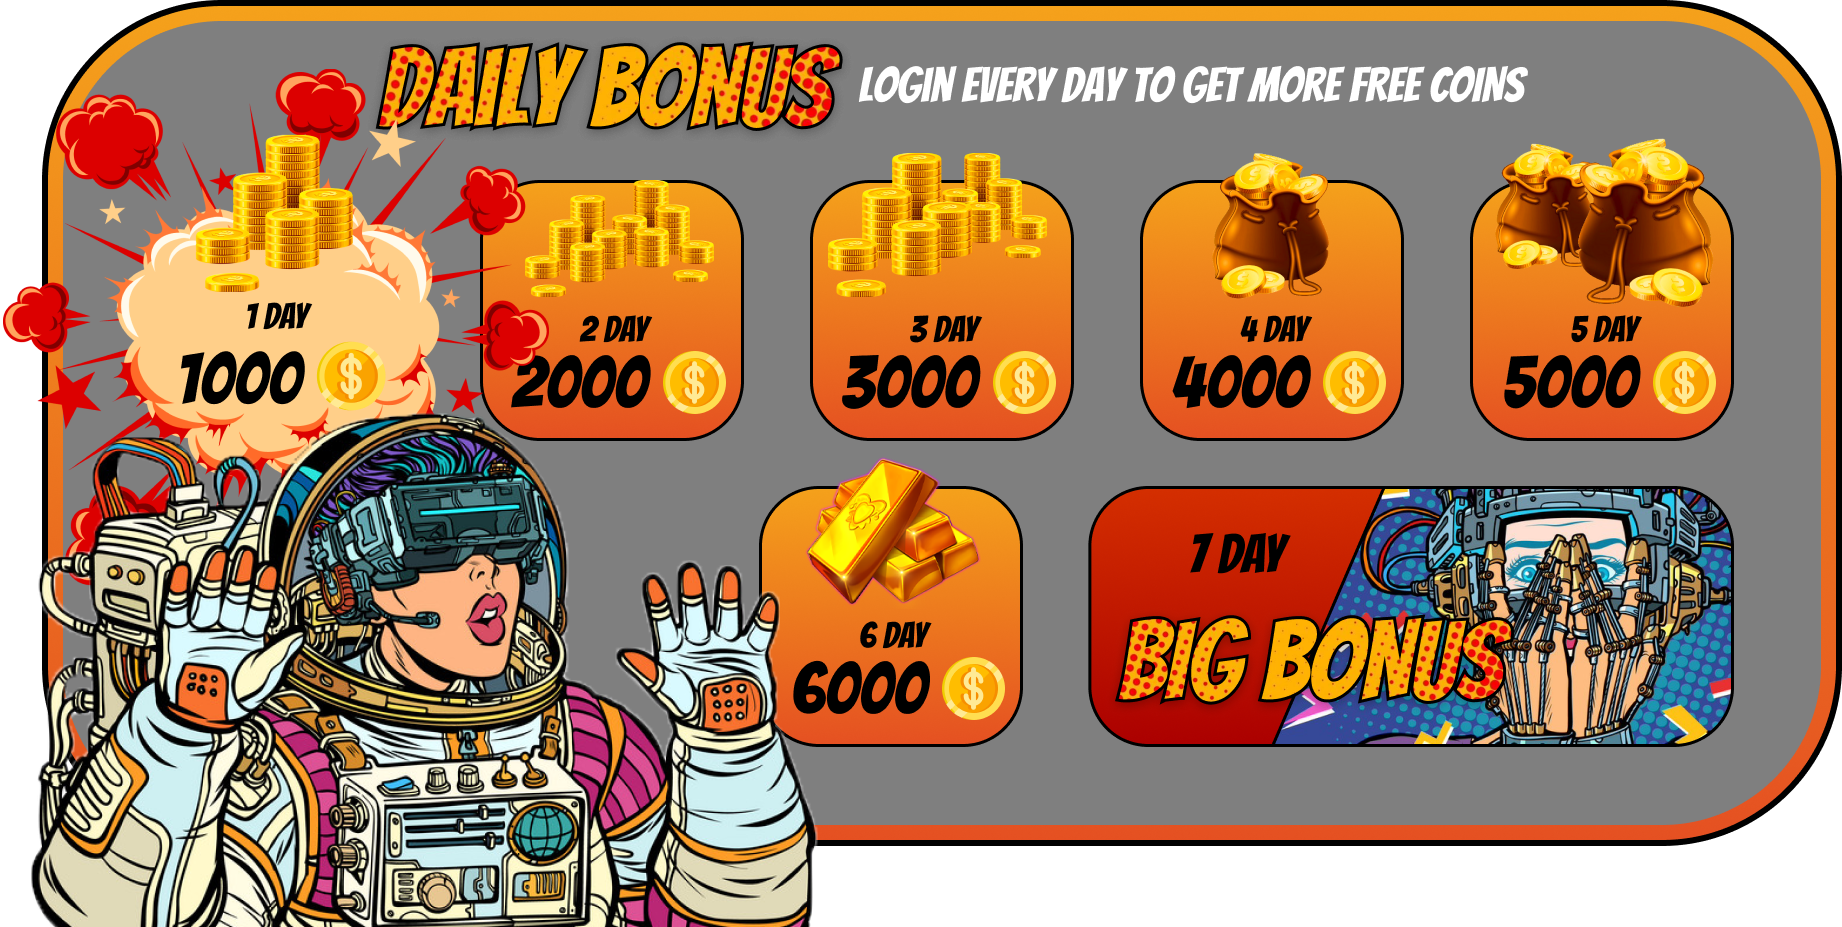 DAILY BONUS
LOGIN EVERY DAY TO GET MORE FREE COINS
1 DAY
1000
2 DAY
2000
3 DAY
3000
4 DAY
4000
5 DAY
5000
6 DAY
6000
7 DAY
BIG BONUS